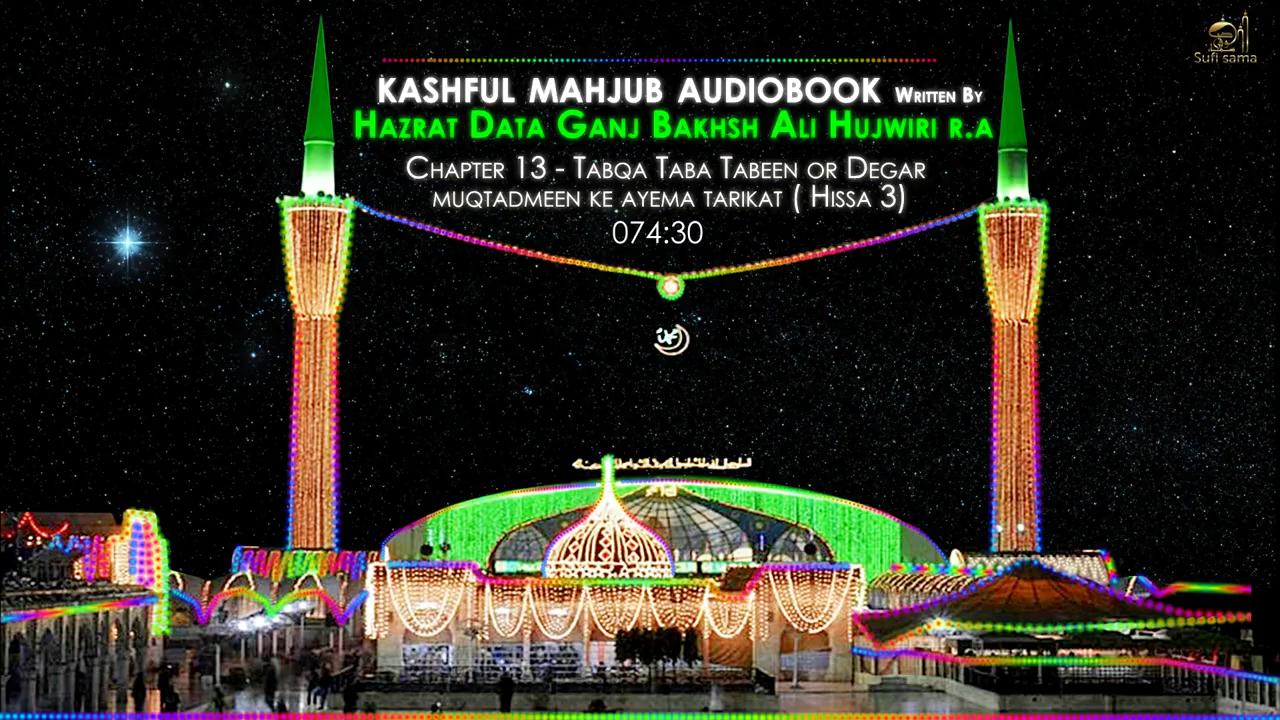 KASHFUL MAHJUB AUDIOBOOK WRITTEN BY
HAZRAT DATA GANJ BAKHSH ALI HUJWIRI R.A
CHAPTER 13 - TABQA TABA TABEEN OR DEGAR
MUQTADMEEN KE AYEMA TARIKAT ( HISSA 3)
074:30
Sufi sama